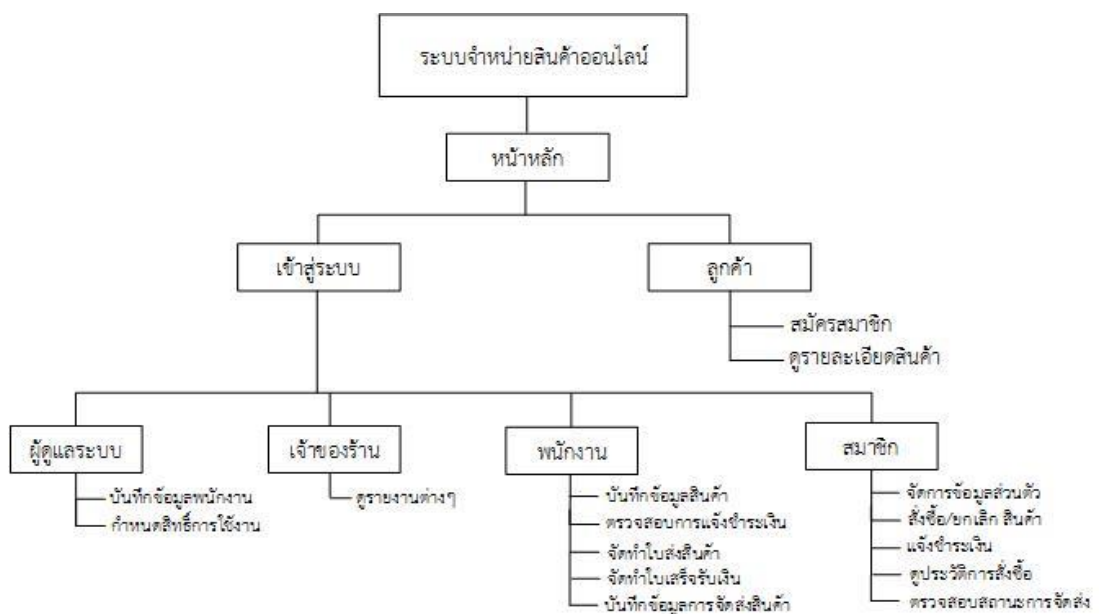 ระบบจำหน่ายสินค้าออนไลน์
หน้าหลัก
เข้าสู่ระบบ
ลูกค้า
สมัครสมาชิก
ดูรายละเอียดสินค้า
ผู้ดูแลระบบ
บันทึกข้อมูลพนักงาน
กำหนดสิทธิ์การใช้งาน
เจ้าของร้าน
ดูรายงานต่างๆ
พนักงาน
บันทึกข้อมูลสินค้า
ตรวจสอบการแจ้งชำระเงิน
จัดทำใบส่งสินค้า
จัดทำใบเสร็จรับเงิน
บันทึกข้อมูลการจัดส่งสินค้า
สมาชิก
จัดการข้อมูลส่วนตัว
สั่งซื้อ/ยกเลิก สินค้า
แจ้งชำระเงิน
ดูประวัติการสั่งซื้อ
ตรวจสอบสถานะการจัดส่ง